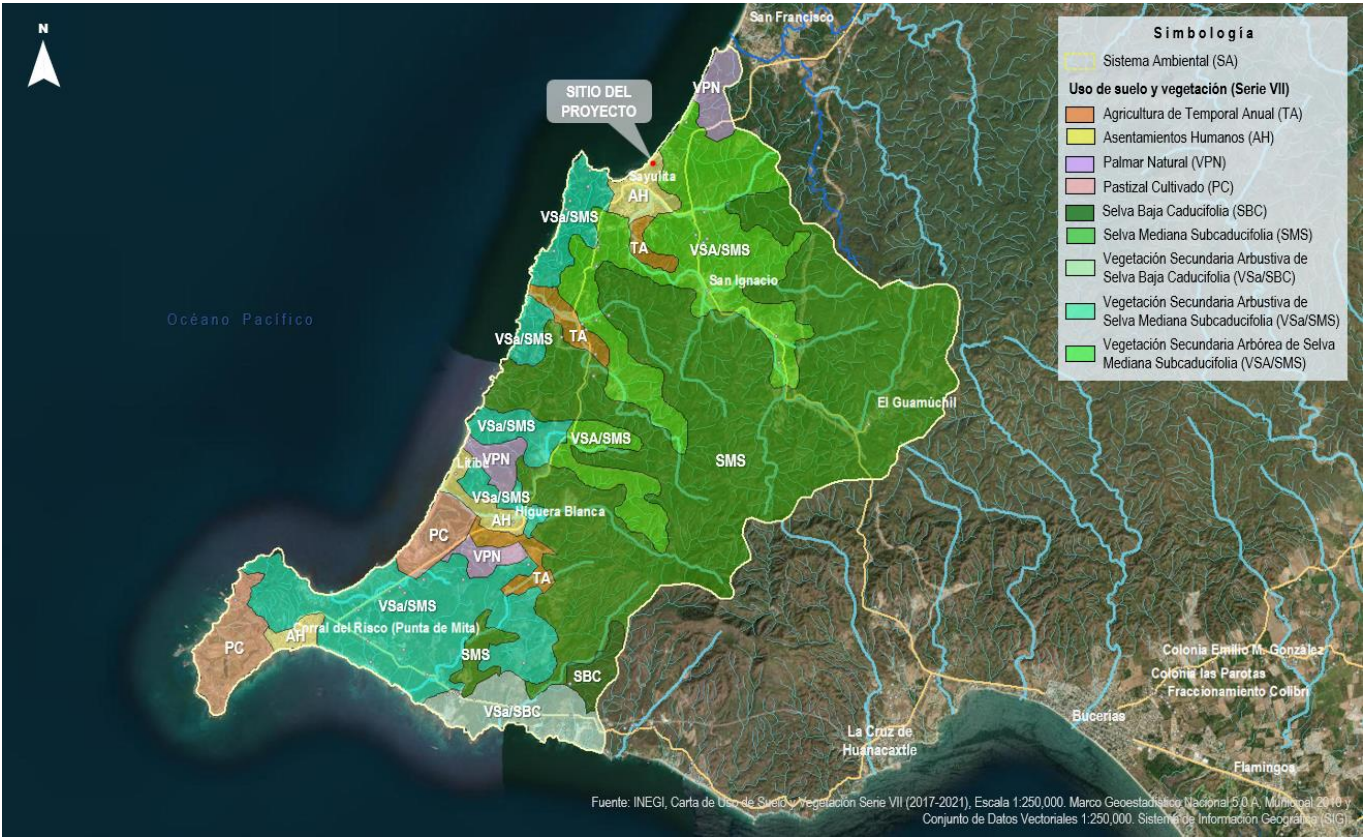 N
San Francisco
VPN
SITIO DEL
PROYECTO
Sayulita
AH
VSa/SMS
TA
VSA/SMS
San Ignacio
VSa/SMS
TA
El Guamúchil
Océano Pacífico
VSa/SMS
VSA/SMS
VPN
Litibú
SMS
VSa/SMS
Higuera Blanca
AH
PC
VPN
TA
VSa/SMS
Corral del Risco (Punta de Mita)
AH
PC
SMS
SBC
VSa/SBC
Colonia Emilio M. González
Colonia las Parotas
Fraccionamiento Colibrí
Bucerías
La Cruz de
Huanacaxtle
Flamingos
Simbología
Sistema Ambiental (SA)
Uso de suelo y vegetación (Serie VII)
Agricultura de Temporal Anual (TA)
Asentamientos Humanos (AH)
Palmar Natural (VPN)
Pastizal Cultivado (PC)
Selva Baja Caducifolia (SBC)
Selva Mediana Subcaducifolia (SMS)
Vegetación Secundaria Arbustiva de
Selva Baja Caducifolia (VSa/SBC)
Vegetación Secundaria Arbustiva de
Selva Mediana Subcaducifolia (VSa/SMS)
Vegetación Secundaria Arbórea de Selva
Mediana Subcaducifolia (VSA/SMS)
Fuente: INEGI, Carta de Uso de Suelo y Vegetación Serie VII (2017-2021), Escala 1:250,000. Marco Geoestadístico Nacional 5.0 A, Municipal 2010 y
Conjunto de Datos Vectoriales 1:250,000. Sistema de Información Geográfica (SIG).